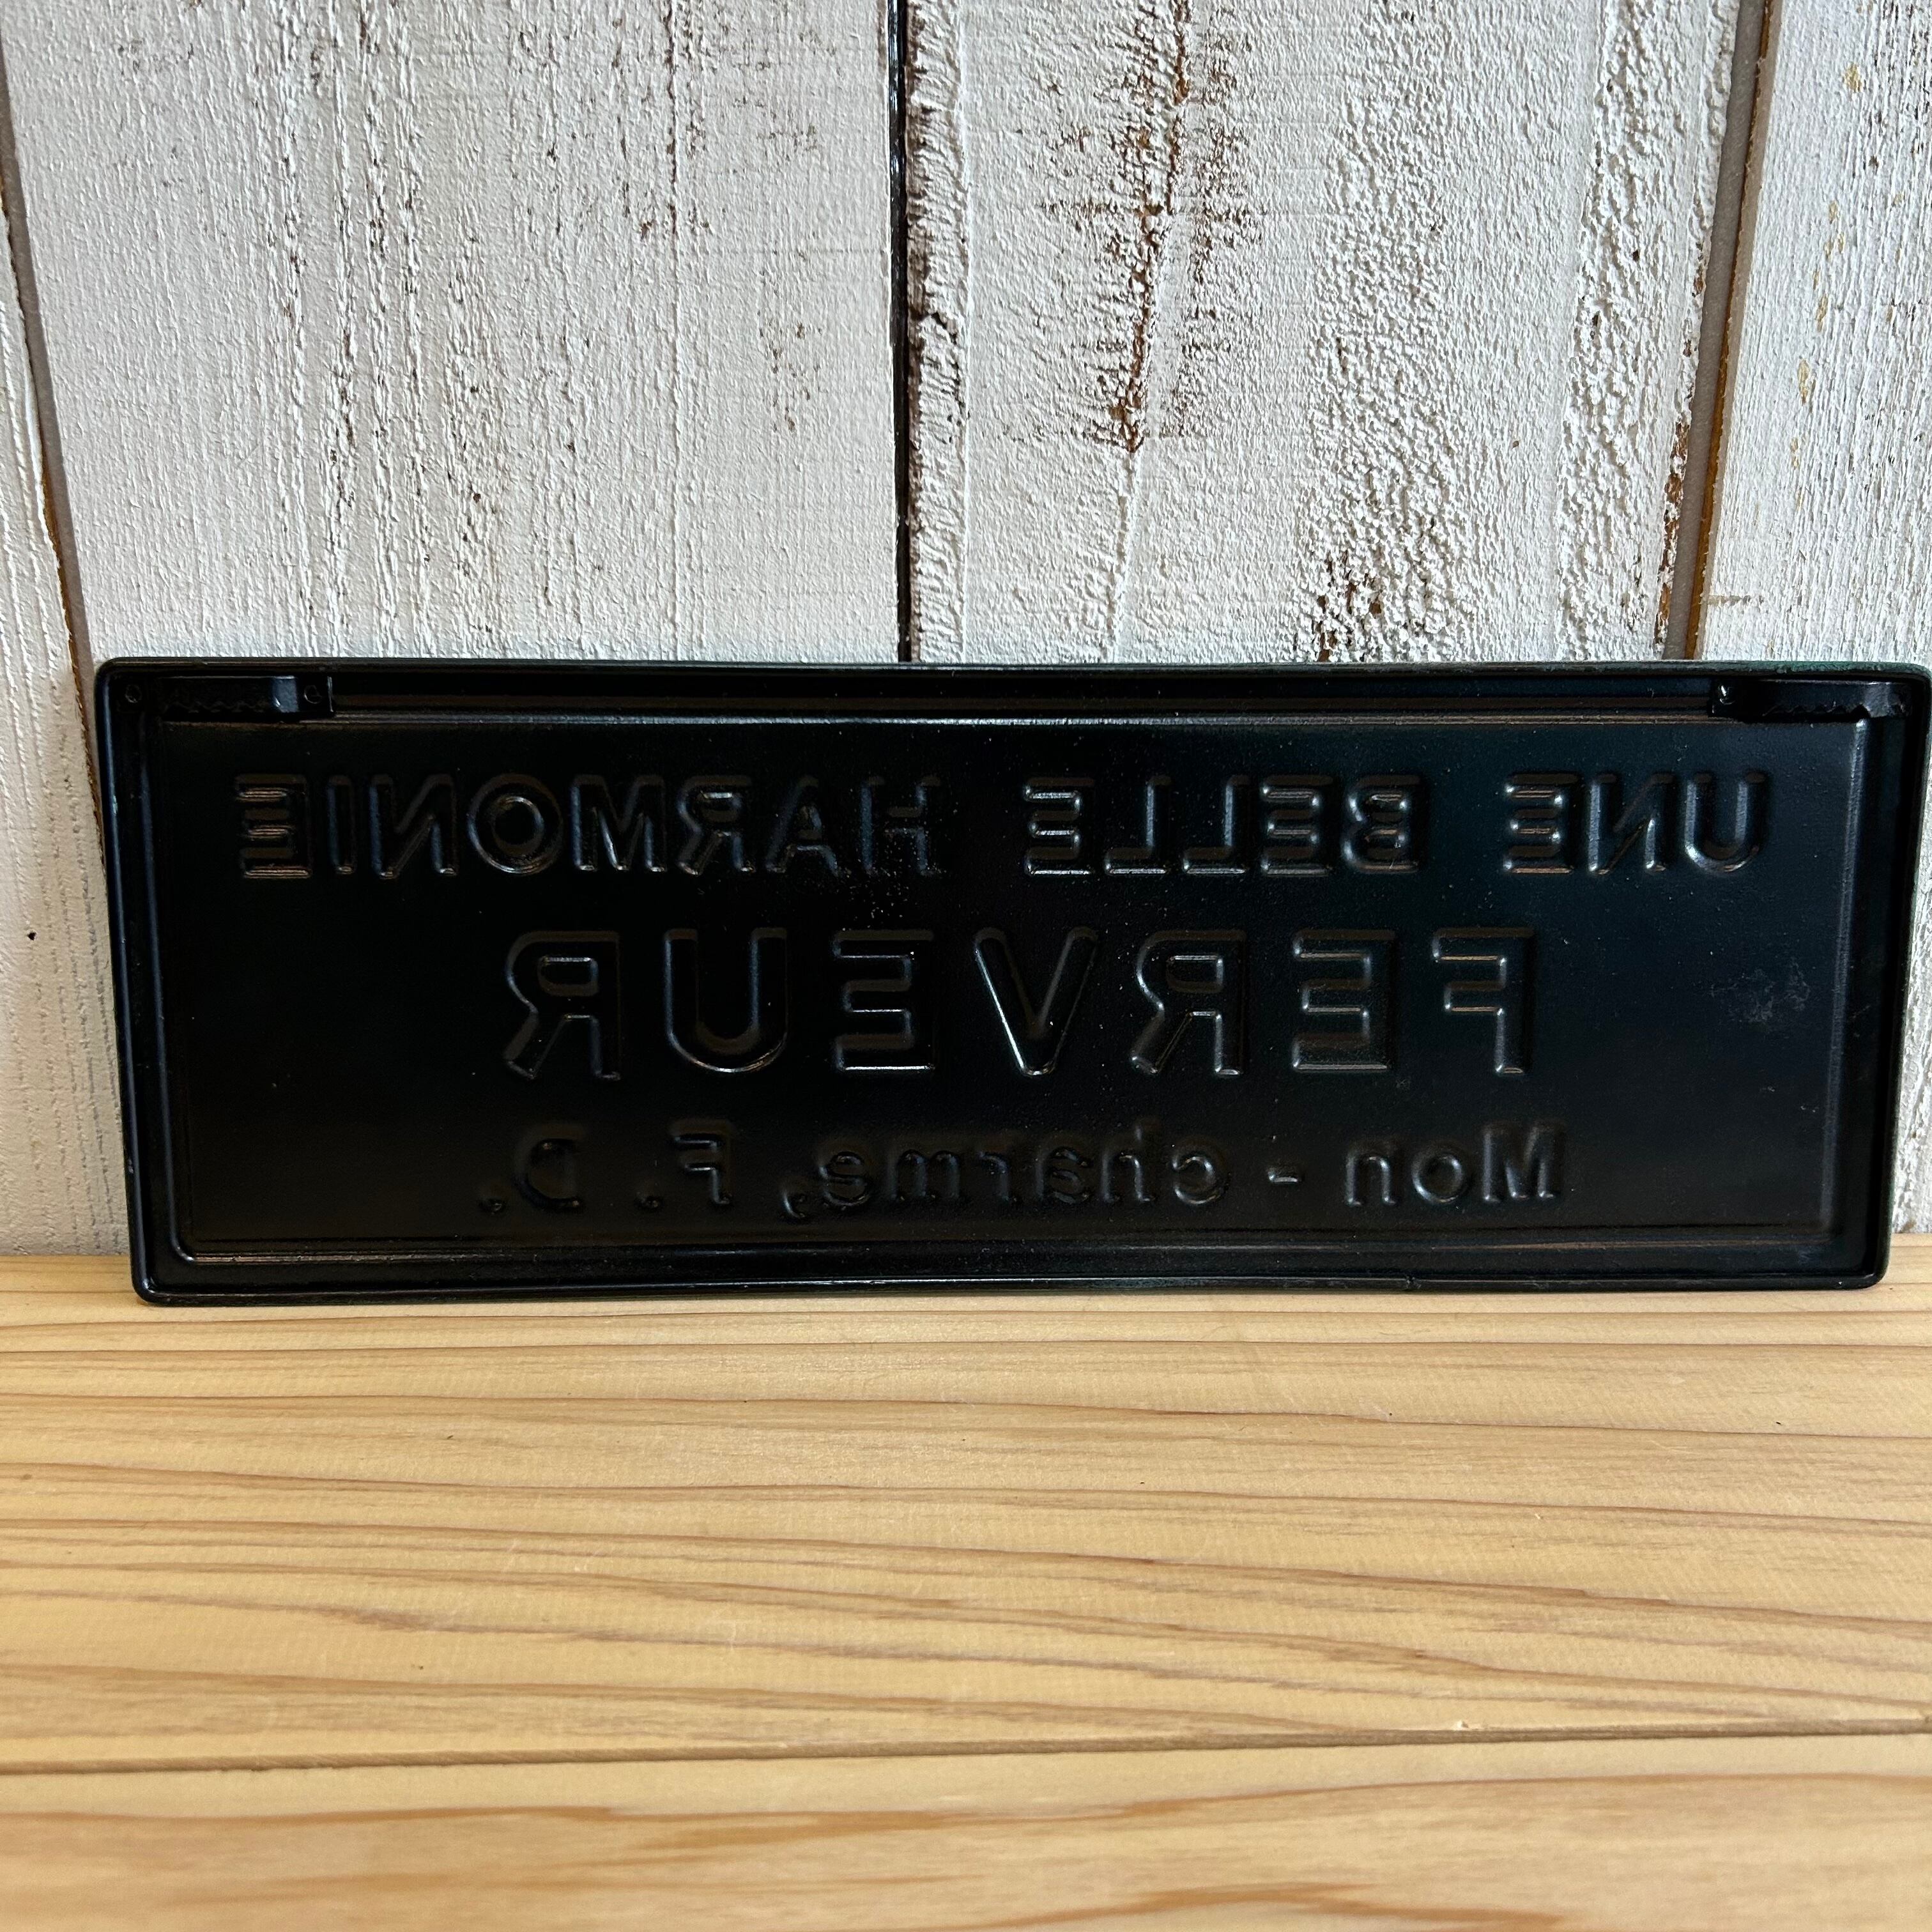 UNE BELLE HARMONIE
FERVEUR
Mon - charme, F. D.